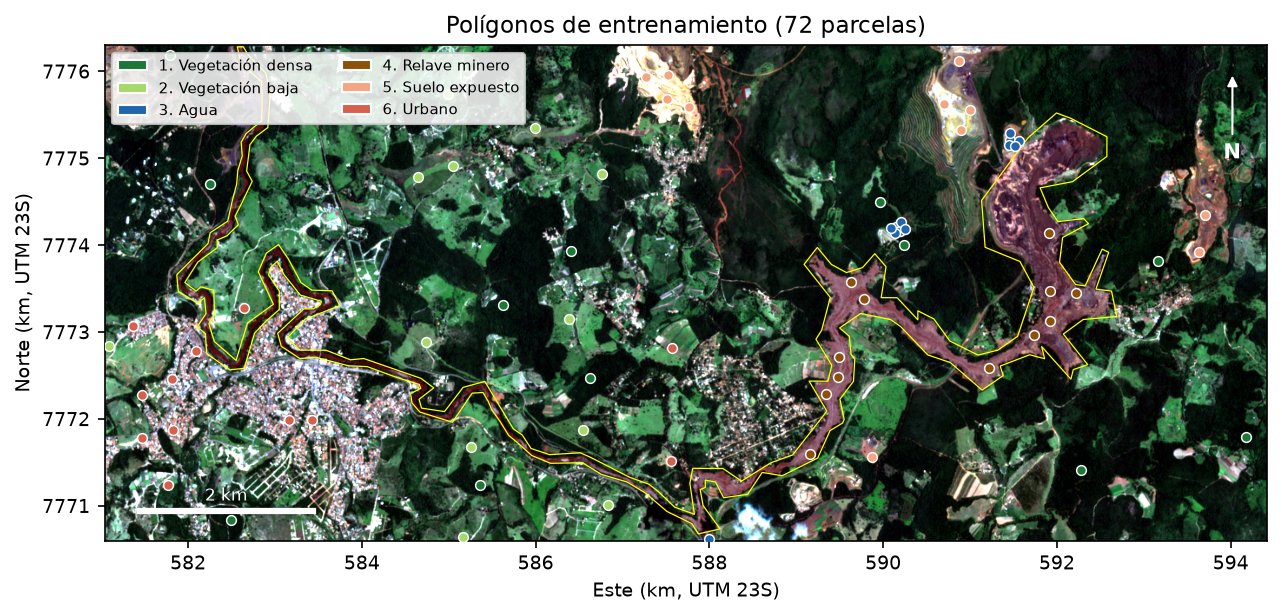 Polígonos de entrenamiento (72 parcelas)
1. Vegetación densa
2. Vegetación baja
3. Agua
4. Relave minero
5. Suelo expuesto
6. Urbano
N
2 km
7776
7775
7774
7773
7772
7771
Norte (km, UTM 23S)
582 584 586 588 590 592 594
Este (km, UTM 23S)